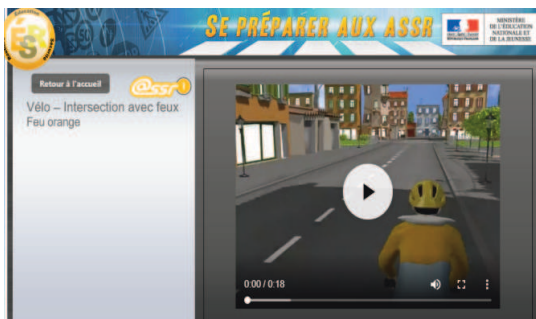 SE PRÉPARER AUX ASSR
MINISTÈRE
DE L'ÉDUCATION
NATIONALE ET
DE LA JEUNESSE
Retour à l'accueil
@ssr1
Vélo – Intersection avec feux
Feu orange
0:00 / 0:18